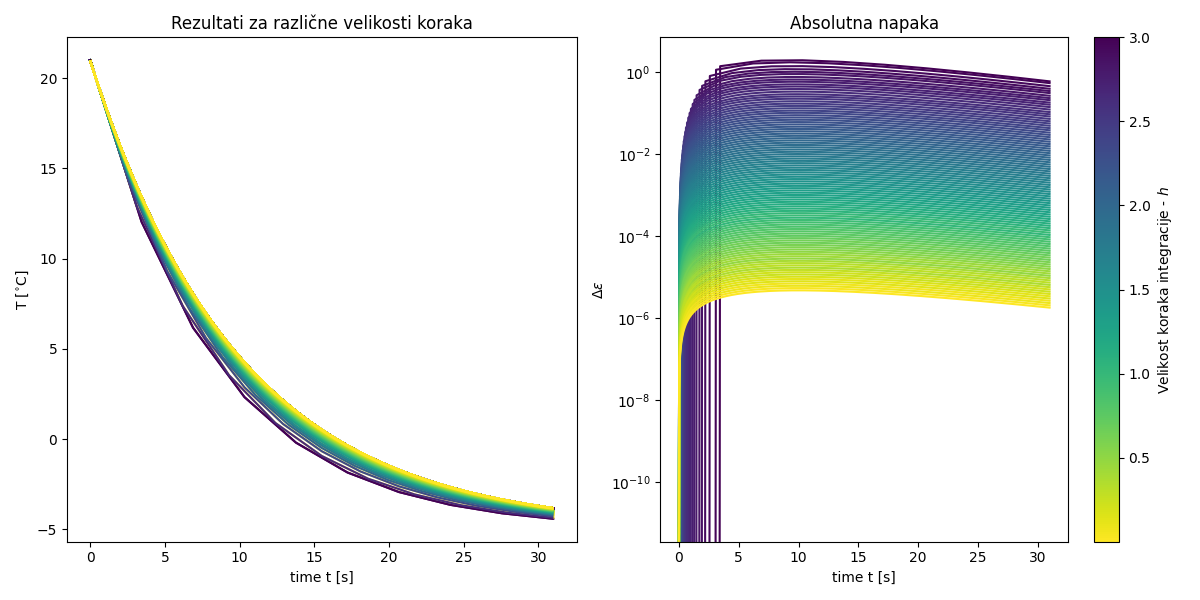 Rezultati za različne velikosti koraka
20
15
10
5
0
−5
T [°C]
0 5 10 15 20 25 30
time t [s]
Absolutna napaka
10⁰
10⁻²
10⁻⁴
10⁻⁶
10⁻⁸
10⁻¹⁰
Δε
0 5 10 15 20 25 30
time t [s]
3.0
2.5
2.0
1.5
1.0
0.5
Velikost koraka integracije - h